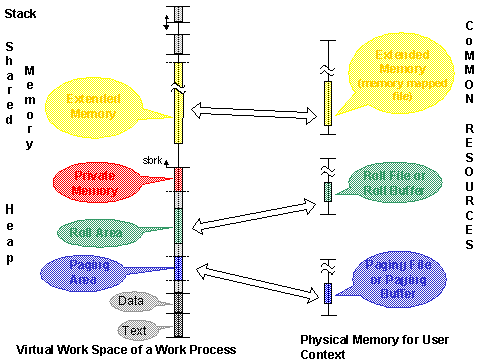 Stack
Shared
Memory
Extended
Memory
sbrk
Private
Memory
Heap
Roll Area
Paging
Area
Data
Text
Virtual Work Space of a Work Process
Extended
Memory
(memory mapped
file)
CoMMON RESOURCES
Roll File or
Roll Buffer
Paging File
or Paging
Buffer
Physical Memory for User
Context